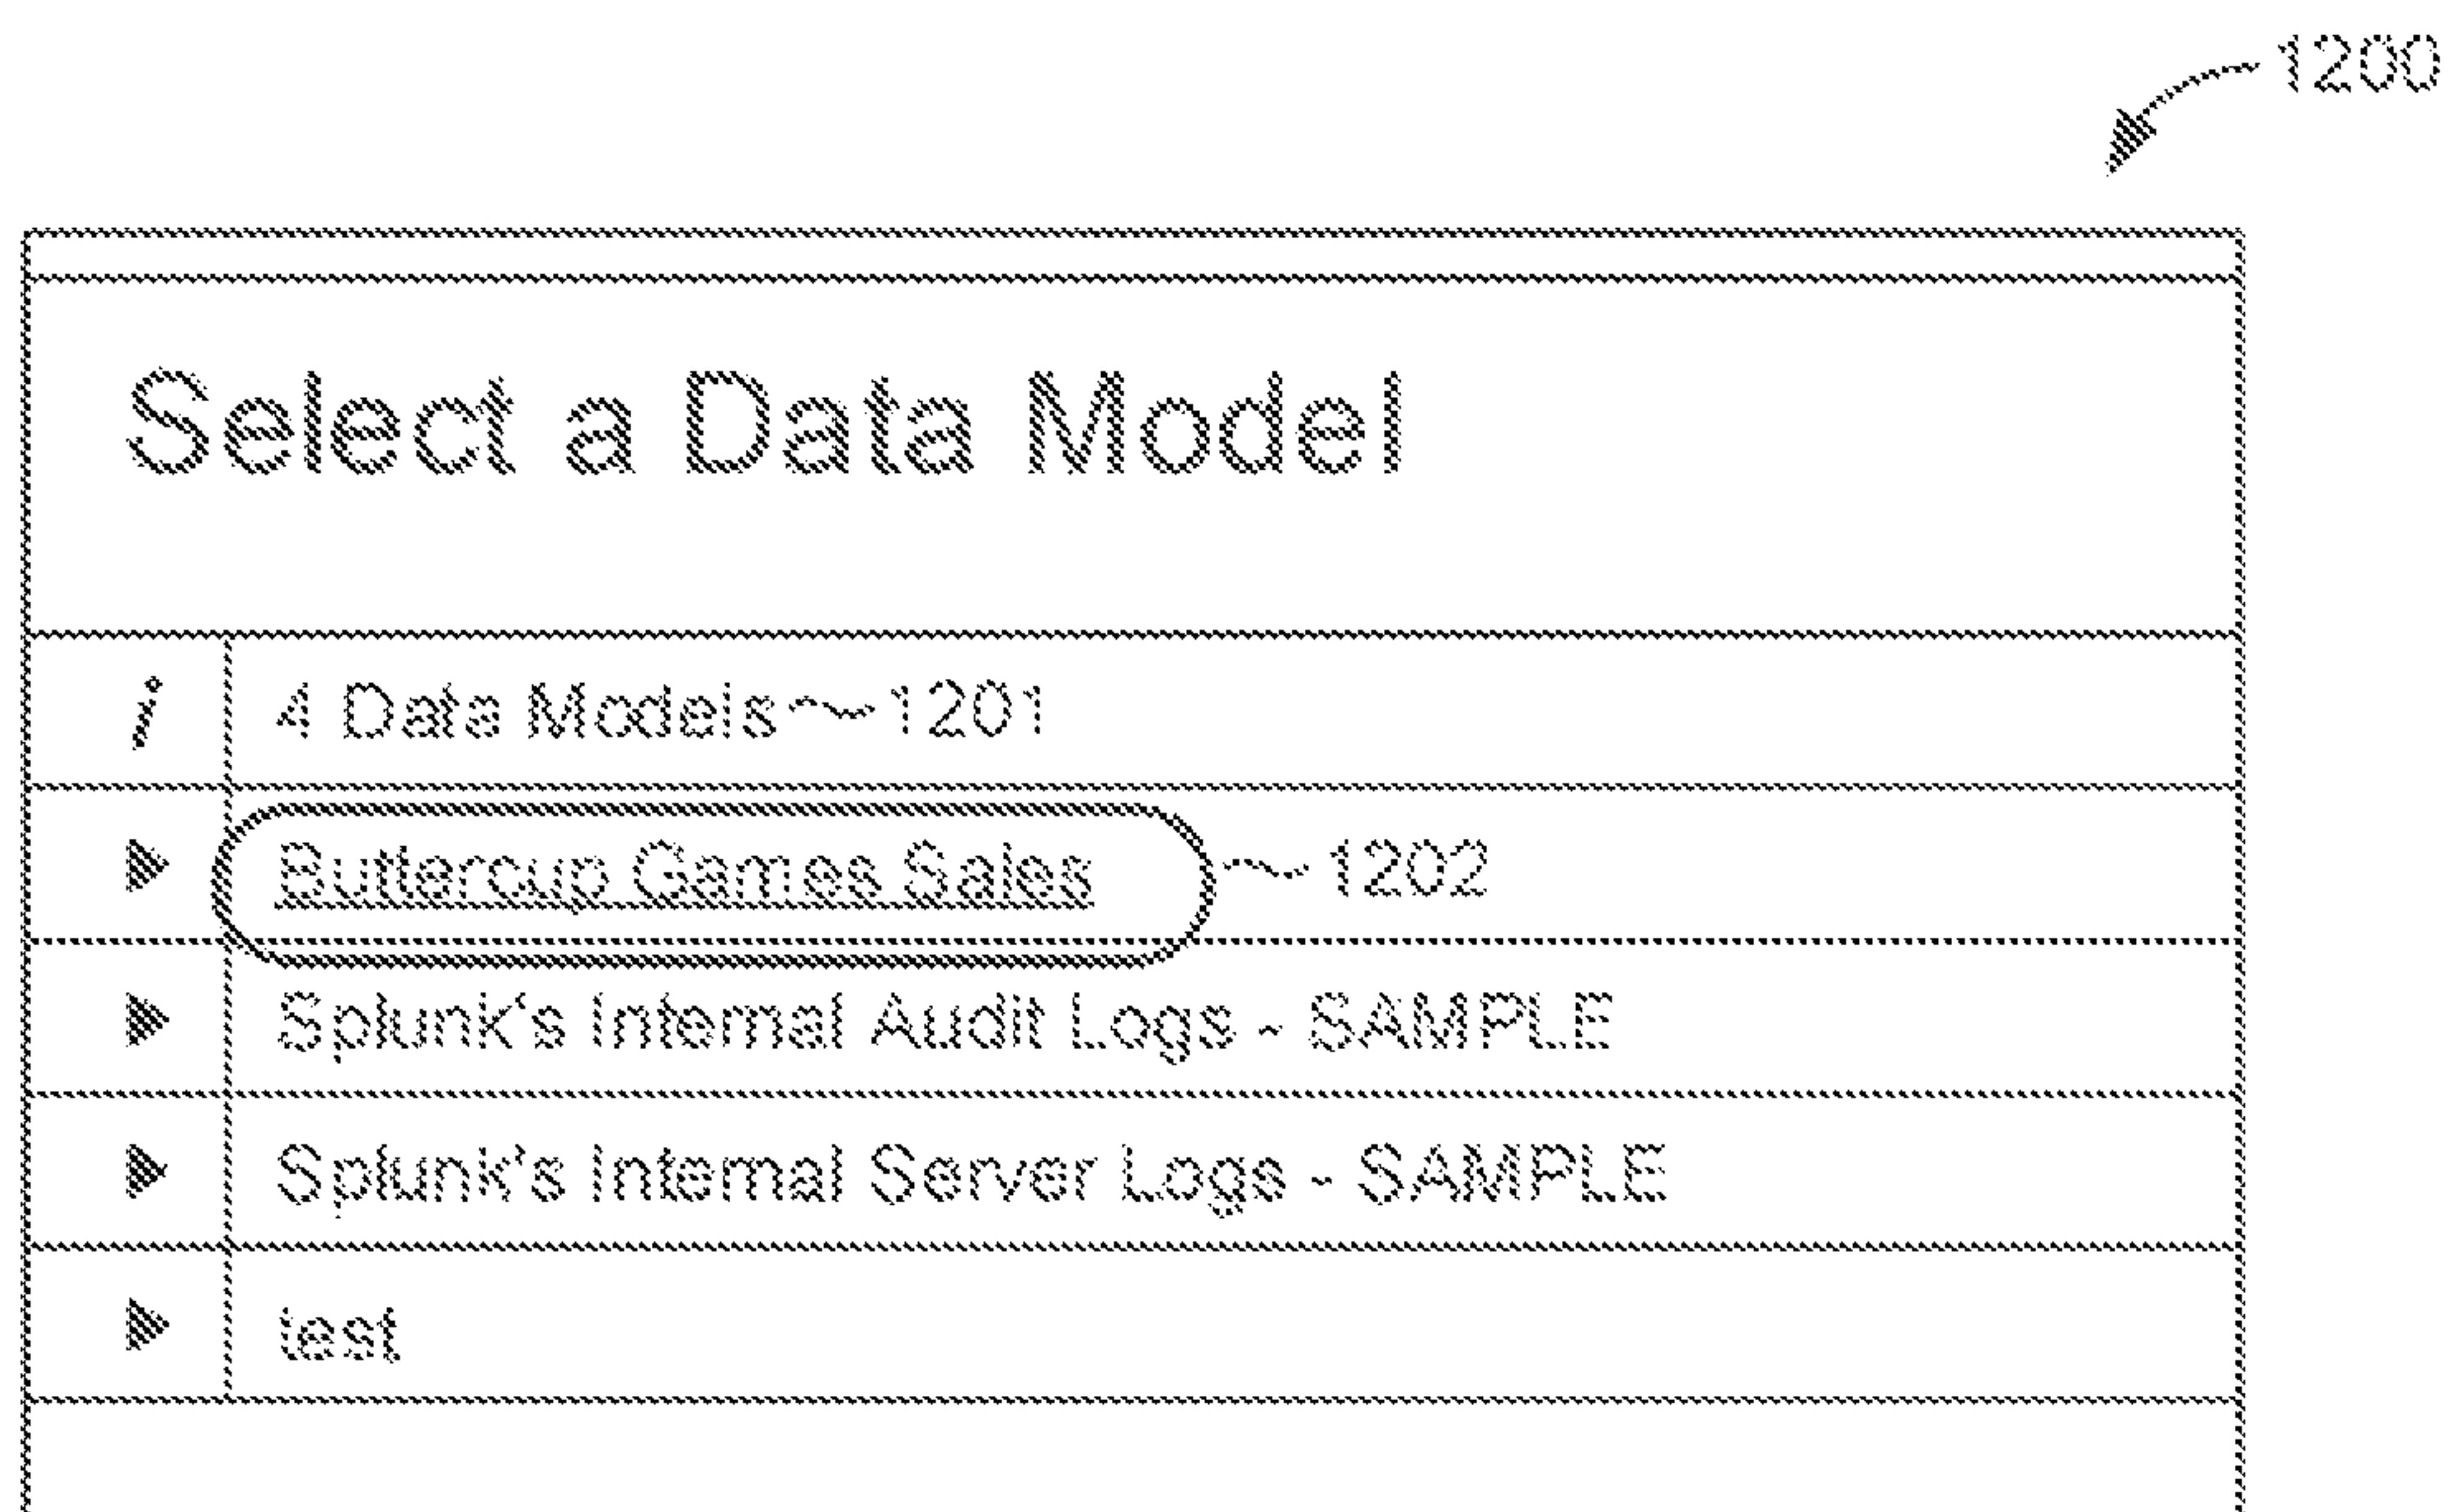 1200
Select a Data Model
i 4 Data Models~1201
Buttercup Games Sales ~ 1202
Splunk's Internal Audit Logs - SAMPLE
Splunk's Internal Server Logs - SAMPLE
test